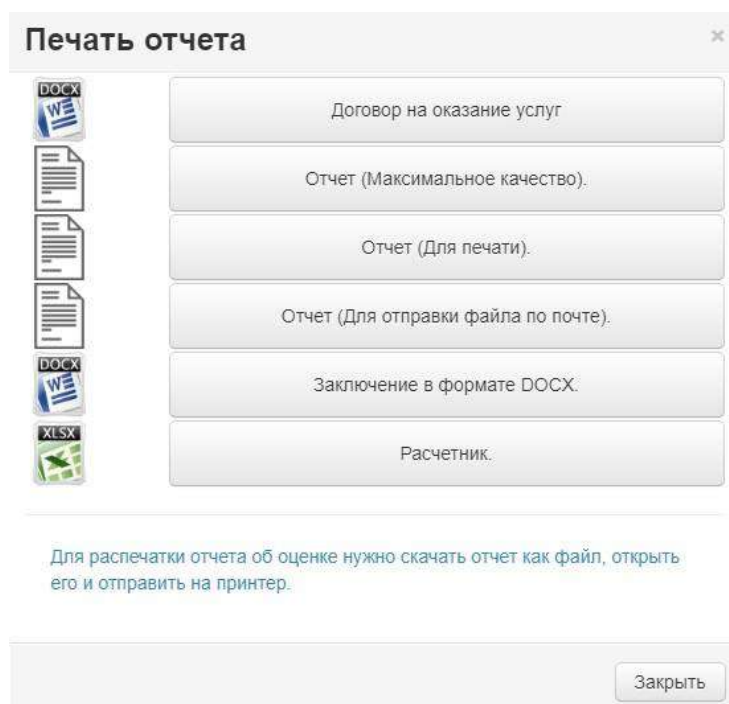 Печать отчета
×
DOCX
W
Договор на оказание услуг
Отчет (Максимальное качество).
Отчет (Для печати).
Отчет (Для отправки файла по почте).
DOCX
W
Заключение в формате DOCX.
XLSX
Расчетник.
Для распечатки отчета об оценке нужно скачать отчет как файл, открыть
его и отправить на принтер.
Закрыть